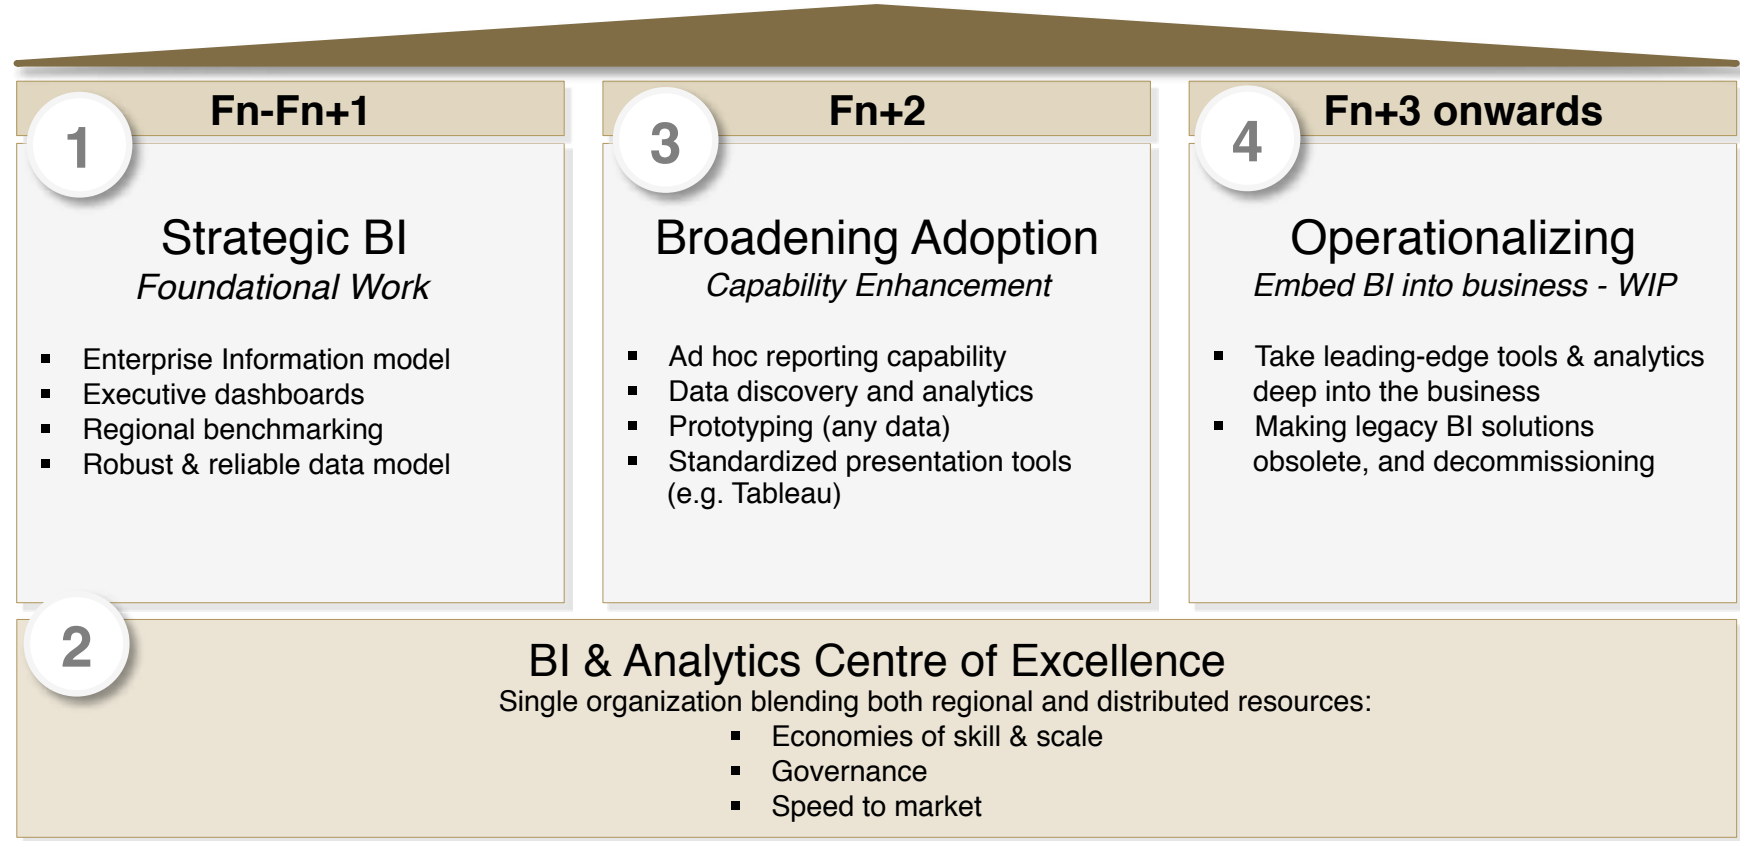 Fn-Fn+1
1
Strategic BI
Foundational Work
▪ Enterprise Information model
▪ Executive dashboards
▪ Regional benchmarking
▪ Robust & reliable data model
Fn+2
3
Broadening Adoption
Capability Enhancement
▪ Ad hoc reporting capability
▪ Data discovery and analytics
▪ Prototyping (any data)
▪ Standardized presentation tools
(e.g. Tableau)
Fn+3 onwards
4
Operationalizing
Embed BI into business - WIP
▪ Take leading-edge tools & analytics
deep into the business
▪ Making legacy BI solutions
obsolete, and decommissioning
2
BI & Analytics Centre of Excellence
Single organization blending both regional and distributed resources:
▪ Economies of skill & scale
▪ Governance
▪ Speed to market